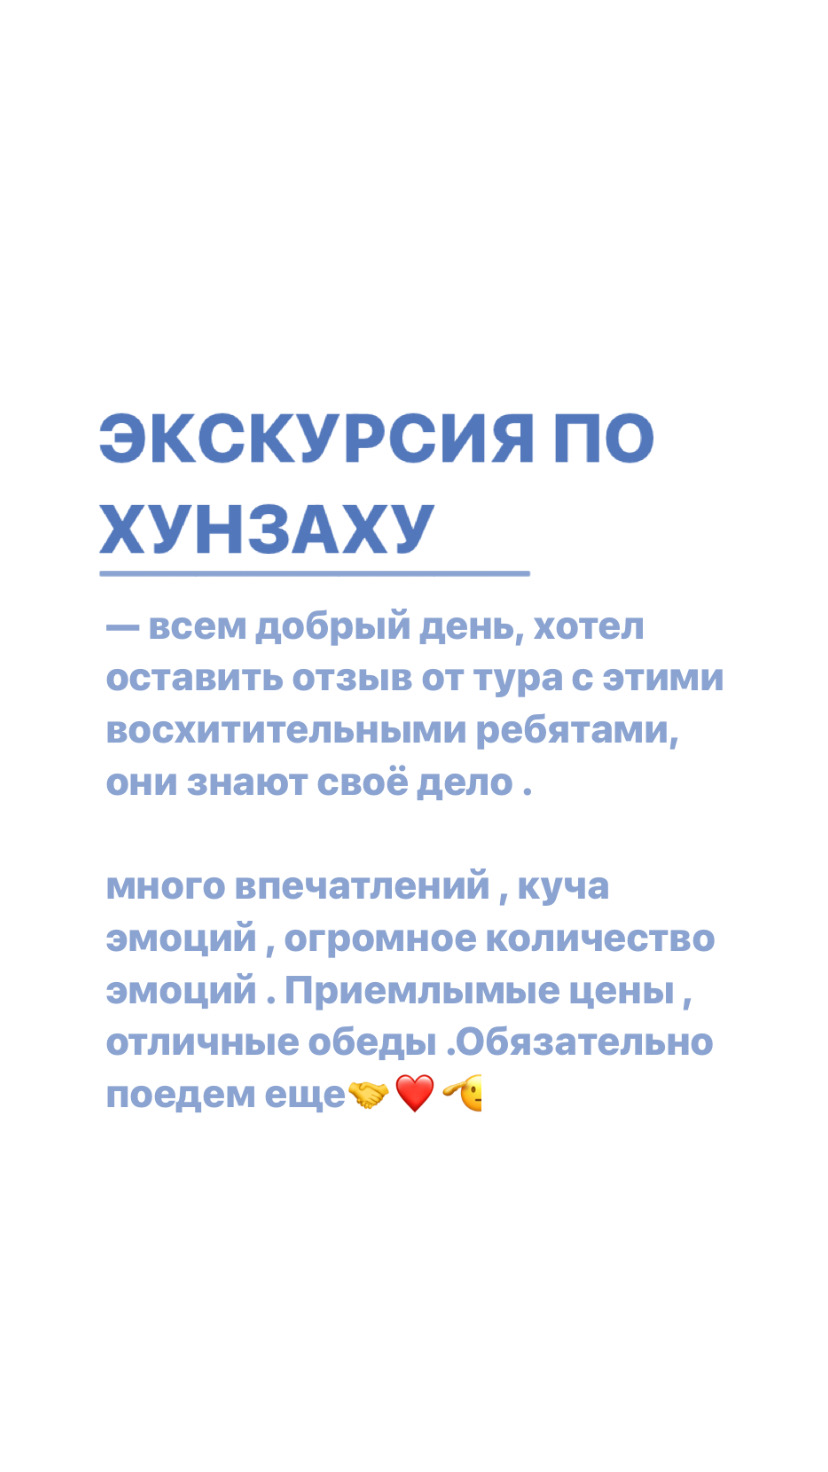 ЭКСКУРСИЯ ПО
ХУНЗАХУ
— всем добрый день, хотел
оставить отзыв от тура с этими
восхитительными ребятами,
они знают своё дело .
много впечатлений , куча
эмоций , огромное количество
эмоций . Приемлымые цены ,
отличные обеды .Обязательно
поедем еще🤝❤️🫡